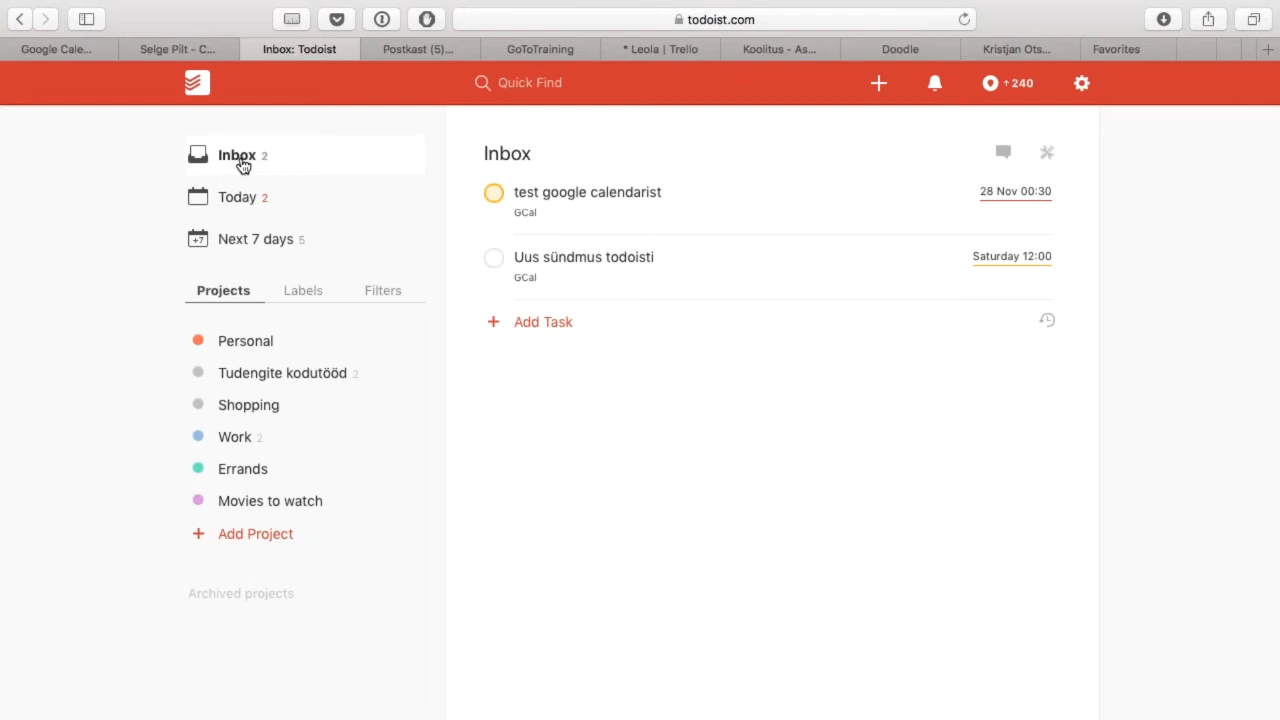 todoist.com
Google Cale...
Selge Pilt - C...
Inbox: Todoist
Postkast (5)...
GoToTraining
* Leola | Trello
Koolitus - As...
Doodle
Kristjan Ots...
Favorites
Quick Find
↑240
Inbox 2
Today 2
+7 Next 7 days 5
Projects
Labels
Filters
Personal
Tudengite kodutööd 2
Shopping
Work 2
Errands
Movies to watch
+ Add Project
Archived projects
Inbox
test google calendarist
28 Nov 00:30
GCal
Uus sündmus todoisti
Saturday 12:00
GCal
+ Add Task